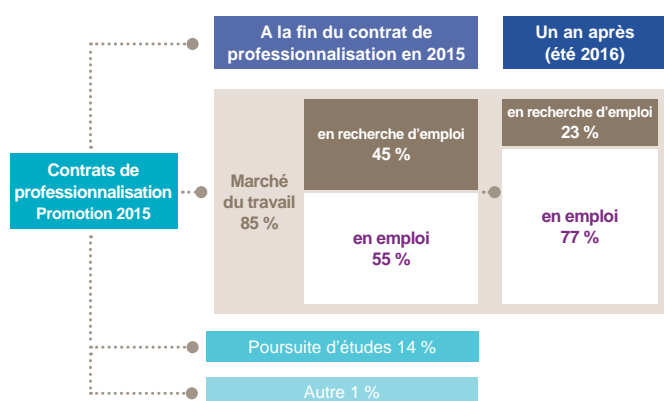 A la fin du contrat de
professionnalisation en 2015
Un an après
(été 2016)
Contrats de
professionnalisation
Promotion 2015
Marché
du travail
85 %
en recherche d'emploi
45 %
en emploi
55 %
en recherche d'emploi
23 %
en emploi
77 %
Poursuite d'études 14 %
Autre 1 %